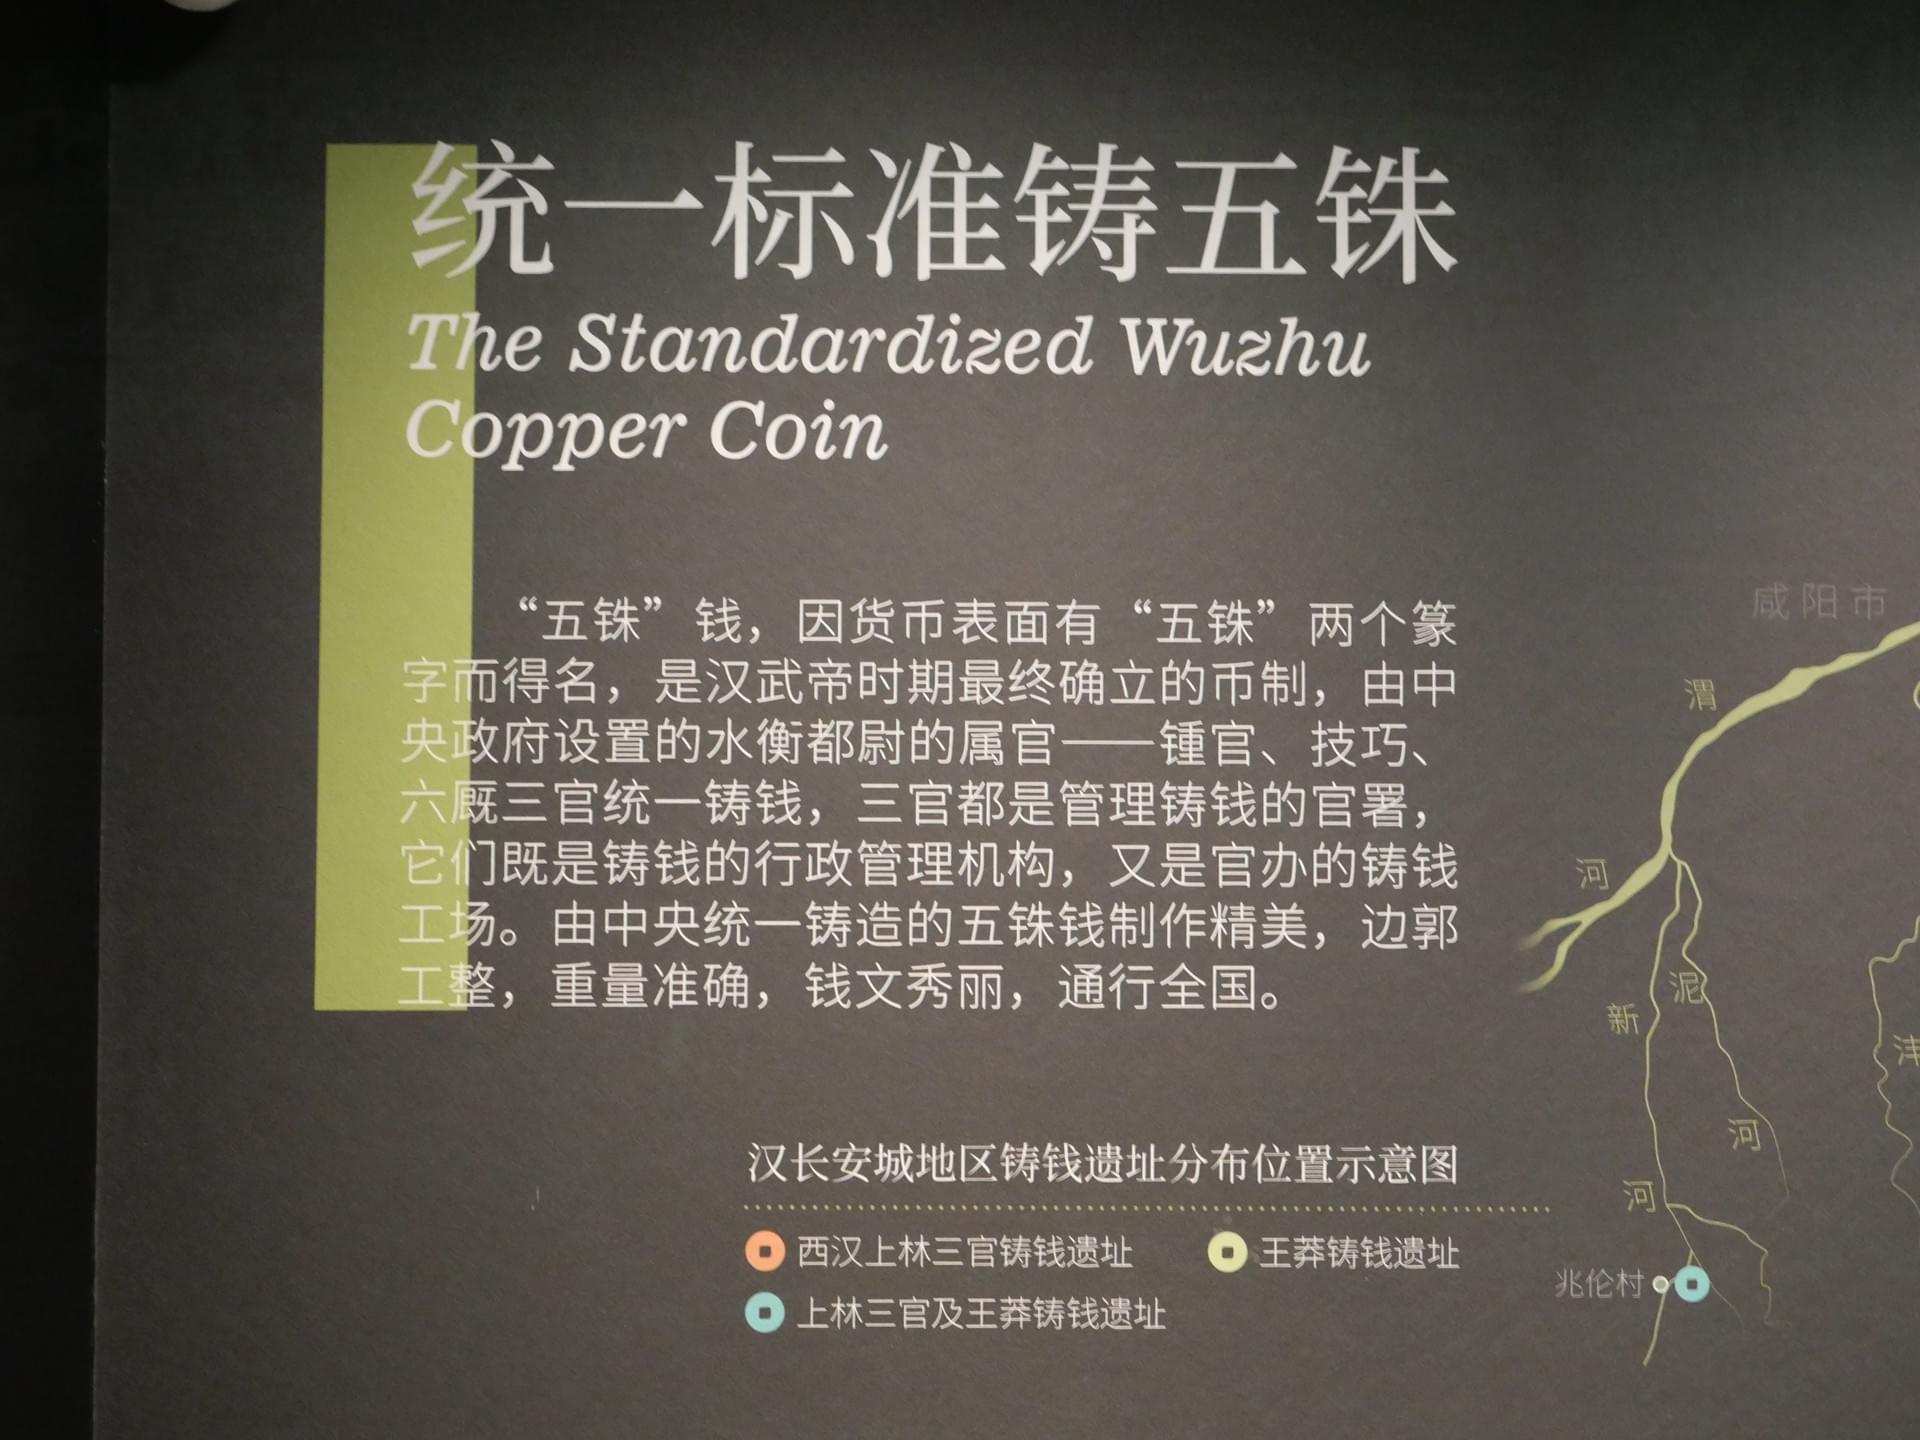 统一标准铸五铢
The Standardized Wuzhu
Copper Coin
“五铢”钱，因货币表面有“五铢”两个篆
字而得名，是汉武帝时期最终确立的币制，由中
央政府设置的水衡都尉的属官——锺官、技巧、
六厩三官统一铸钱，三官都是管理铸钱的官署，
它们既是铸钱的行政管理机构，又是官办的铸钱
工场。由中央统一铸造的五铢钱制作精美，边郭
工整，重量准确，钱文秀丽，通行全国。
汉长安城地区铸钱遗址分布位置示意图
西汉上林三官铸钱遗址
王莽铸钱遗址
上林三官及王莽铸钱遗址
咸阳市
渭
河
新
河
泥
河
兆伦村